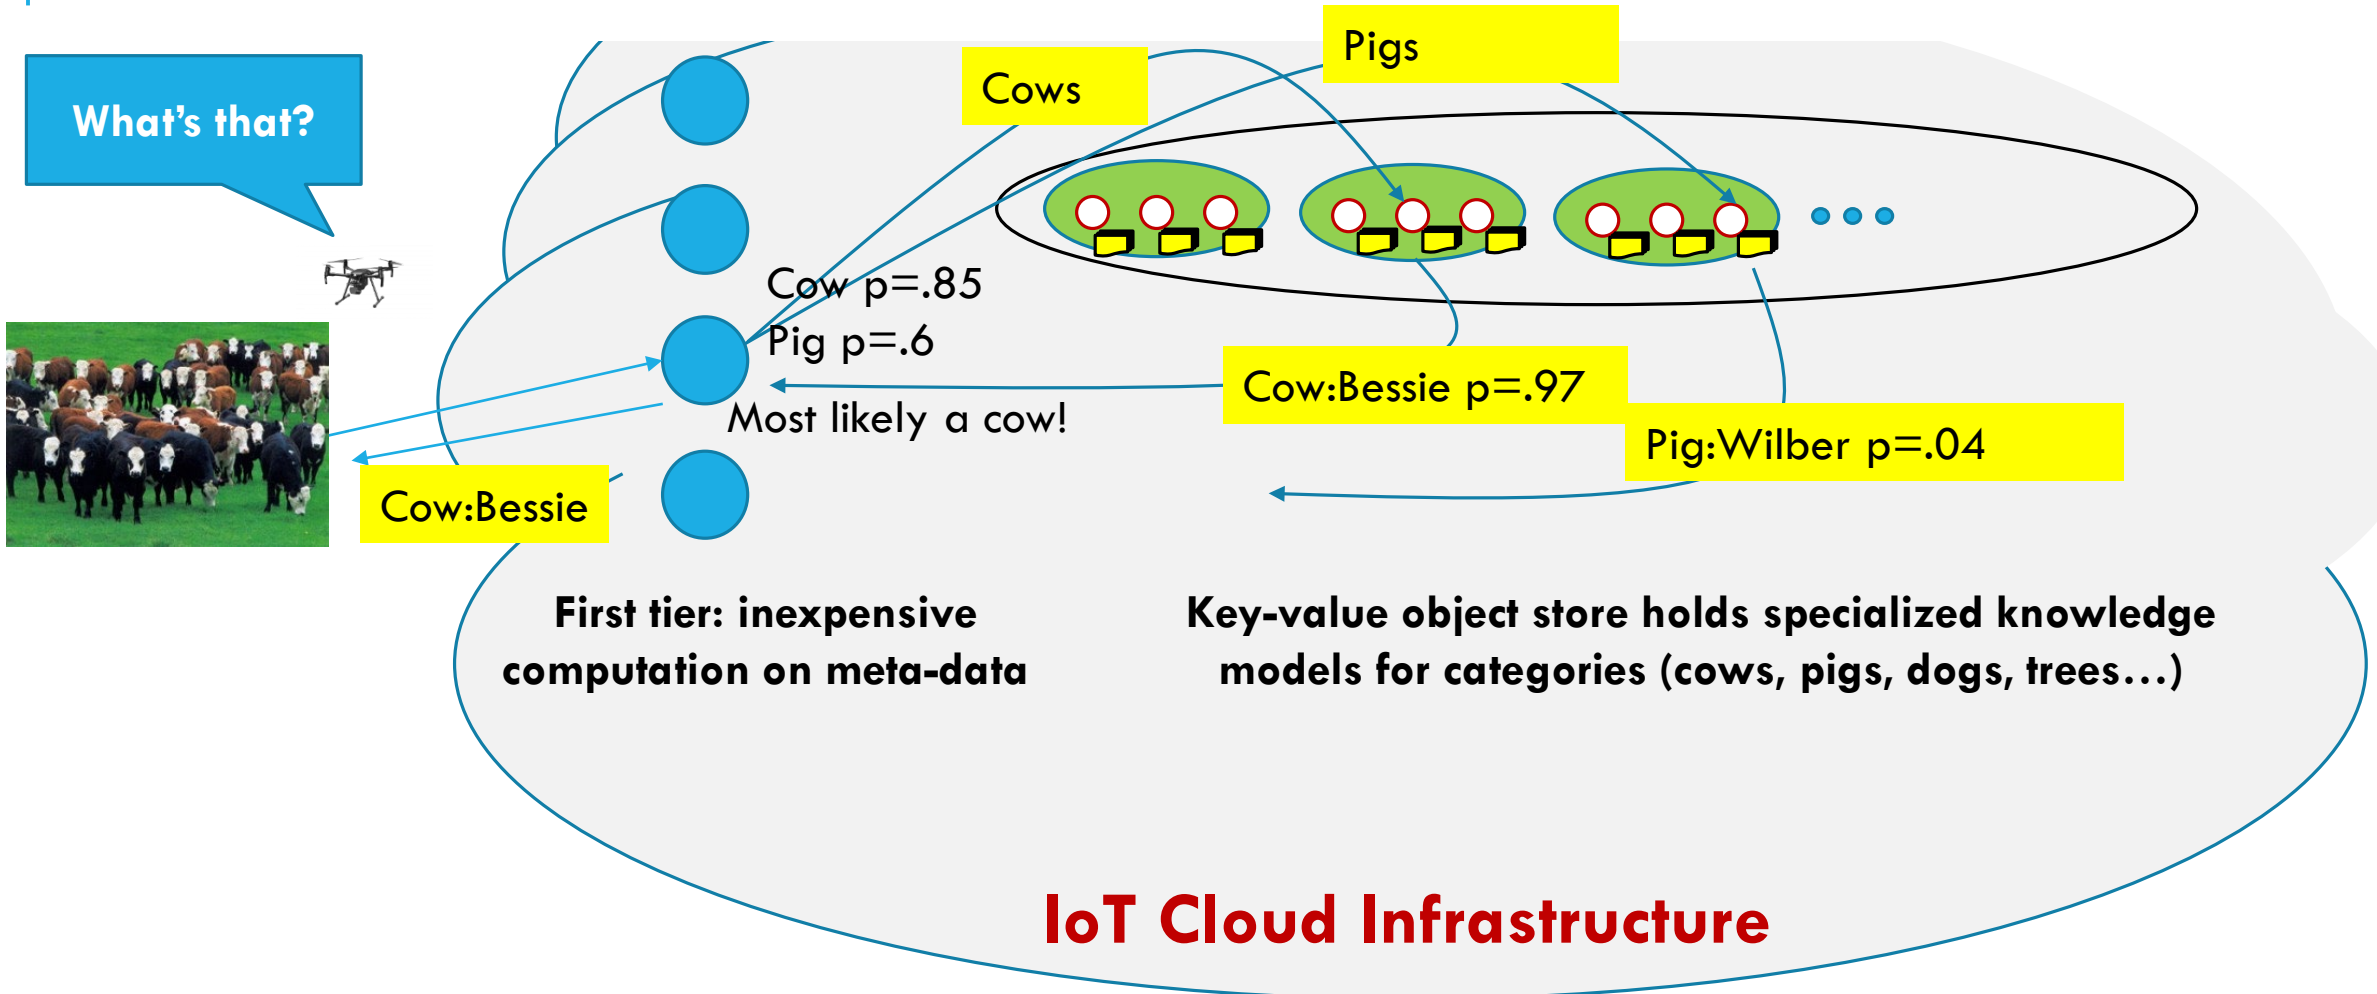 What's that?
Cows
Pigs
Cow p=.85
Pig p=.6
Most likely a cow!
Cow:Bessie p=.97
Pig:Wilber p=.04
Cow:Bessie
First tier: inexpensive
computation on meta-data
Key-value object store holds specialized knowledge
models for categories (cows, pigs, dogs, trees…)
IoT Cloud Infrastructure